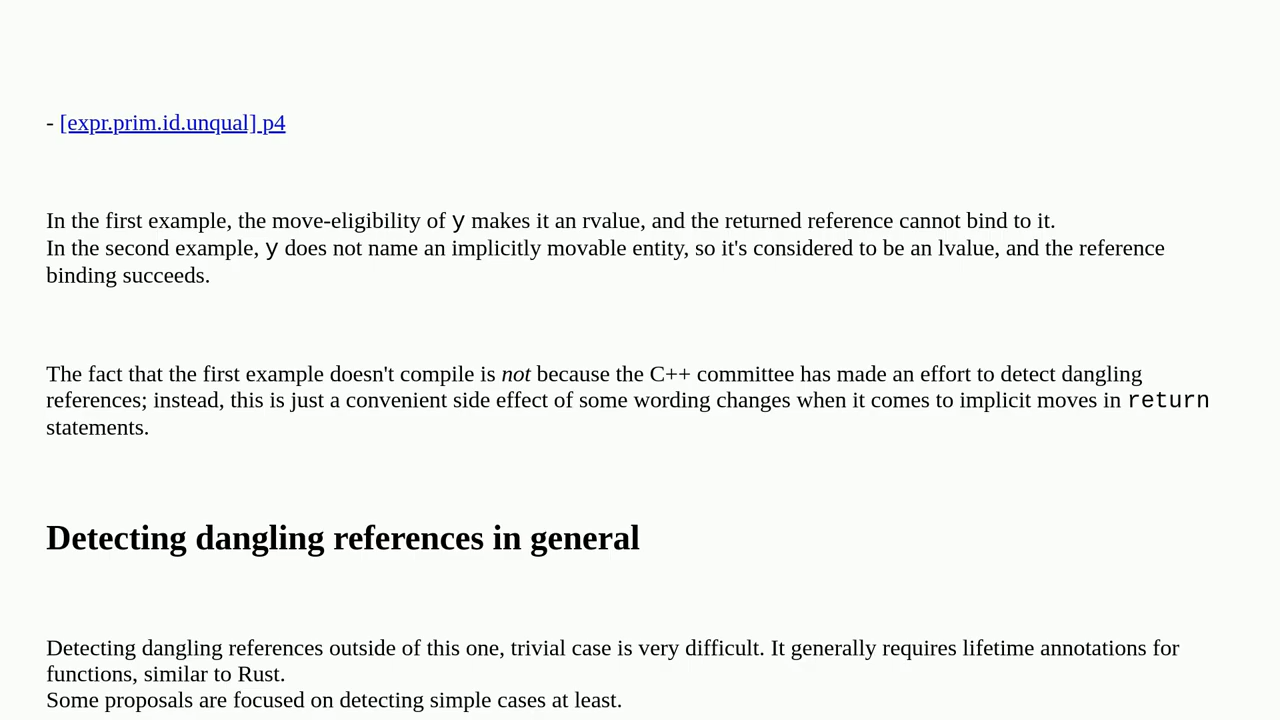 - [expr.prim.id.unqual] p4
In the first example, the move-eligibility of y makes it an rvalue, and the returned reference cannot bind to it.
In the second example, y does not name an implicitly movable entity, so it's considered to be an lvalue, and the reference
binding succeeds.
The fact that the first example doesn't compile is not because the C++ committee has made an effort to detect dangling
references; instead, this is just a convenient side effect of some wording changes when it comes to implicit moves in return
statements.
Detecting dangling references in general
Detecting dangling references outside of this one, trivial case is very difficult. It generally requires lifetime annotations for
functions, similar to Rust.
Some proposals are focused on detecting simple cases at least.